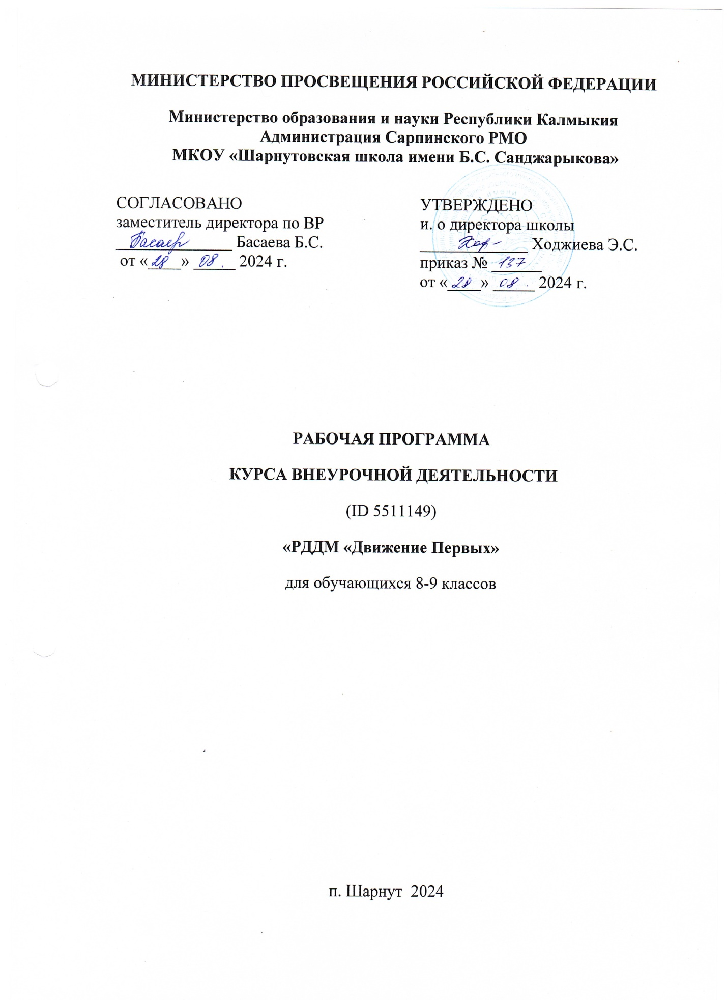 МИНИСТЕРСТВО ПРОСВЕЩЕНИЯ РОССИЙСКОЙ ФЕДЕРАЦИИ
Министерство образования и науки Республики Калмыкия
Администрация Сарпинского РМО
МКОУ «Шарнутовская школа имени Б.С. Санджарыкова»
СОГЛАСОВАНО
заместитель директора по ВР
Басаева Б.С.
от «28» 08. 2024 г.
УТВЕРЖДЕНО
и. о директора школы
Ходжиева Э.С.
приказ № 137
от «28» 08. 2024 г.
РАБОЧАЯ ПРОГРАММА
КУРСА ВНЕУРОЧНОЙ ДЕЯТЕЛЬНОСТИ
(ID 5511149)
«РДДМ «Движение Первых»
для обучающихся 8-9 классов
п. Шарнут 2024